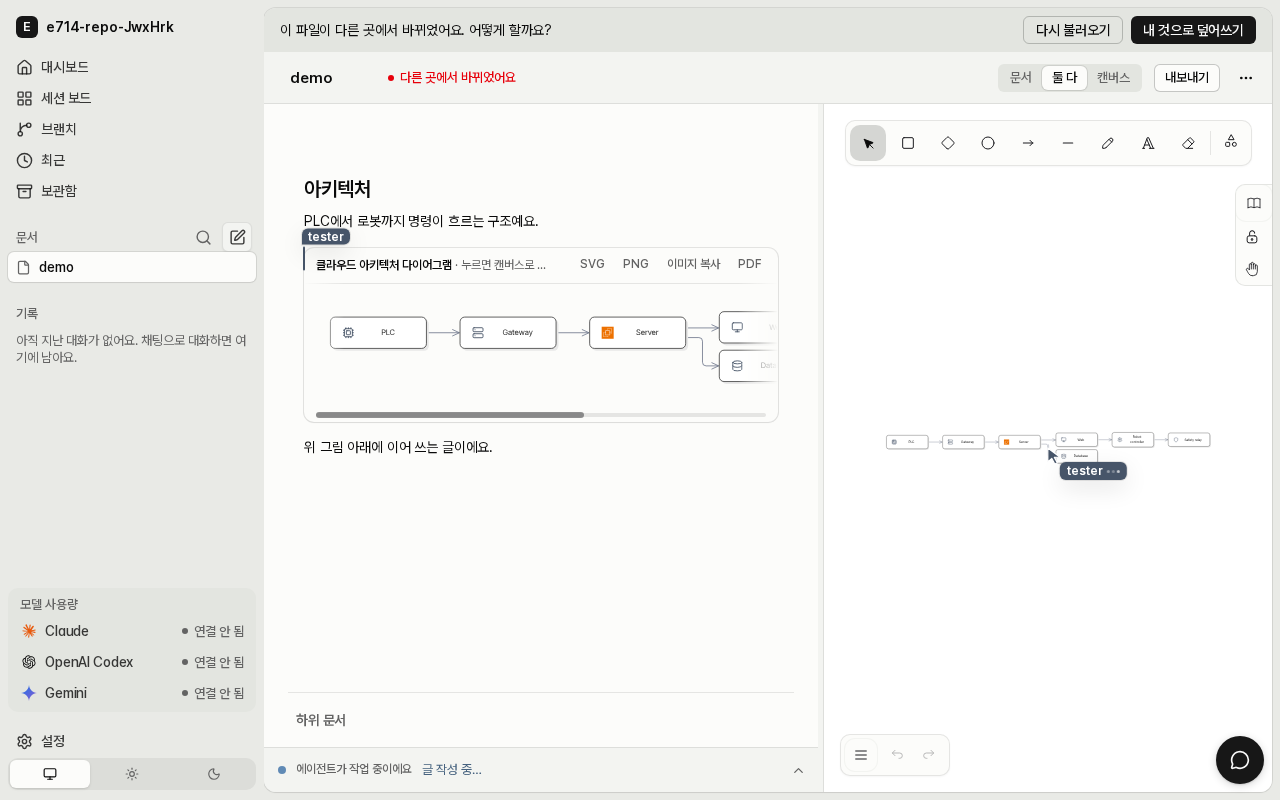 E e714-repo-JwxHrk
대시보드
세션 보드
브랜치
최근
보관함
문서
demo
기록
아직 지난 대화가 없어요. 채팅으로 대화하면 여
기에 남아요.
모델 사용량
Claude 연결 안 됨
OpenAI Codex 연결 안 됨
Gemini 연결 안 됨
설정
이 파일이 다른 곳에서 바뀌었어요. 어떻게 할까요? 다시 불러오기 내 것으로 덮어쓰기
demo 다른 곳에서 바뀌었어요 문서 둘 다 캔버스 내보내기
아키텍처
PLC에서 로봇까지 명령이 흐르는 구조예요.
tester
클라우드 아키텍처 다이어그램 · 누르면 캔버스로 ... SVG PNG 이미지 복사 PDF
PLC Gateway Server
위 그림 아래에 이어 쓰는 글이에요.
하위 문서
에이전트가 작업 중이에요 글 작성 중...
A
PLC Gateway Server Web Robot controller Safety relay
Database
tester